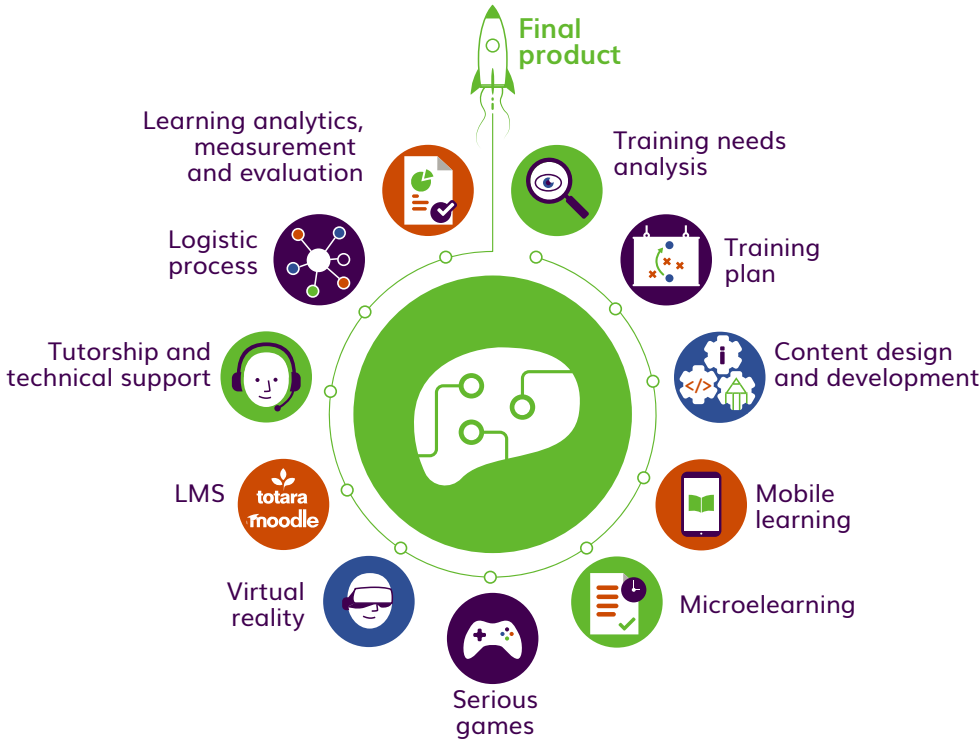 Final
product
Training needs
analysis
Training
plan
Content design
and development
i
</>
Mobile
learning
Microelearning
Serious
games
Virtual
reality
LMS
totara
moodle
Tutorship and
technical support
Logistic
process
Learning analytics,
measurement
and evaluation